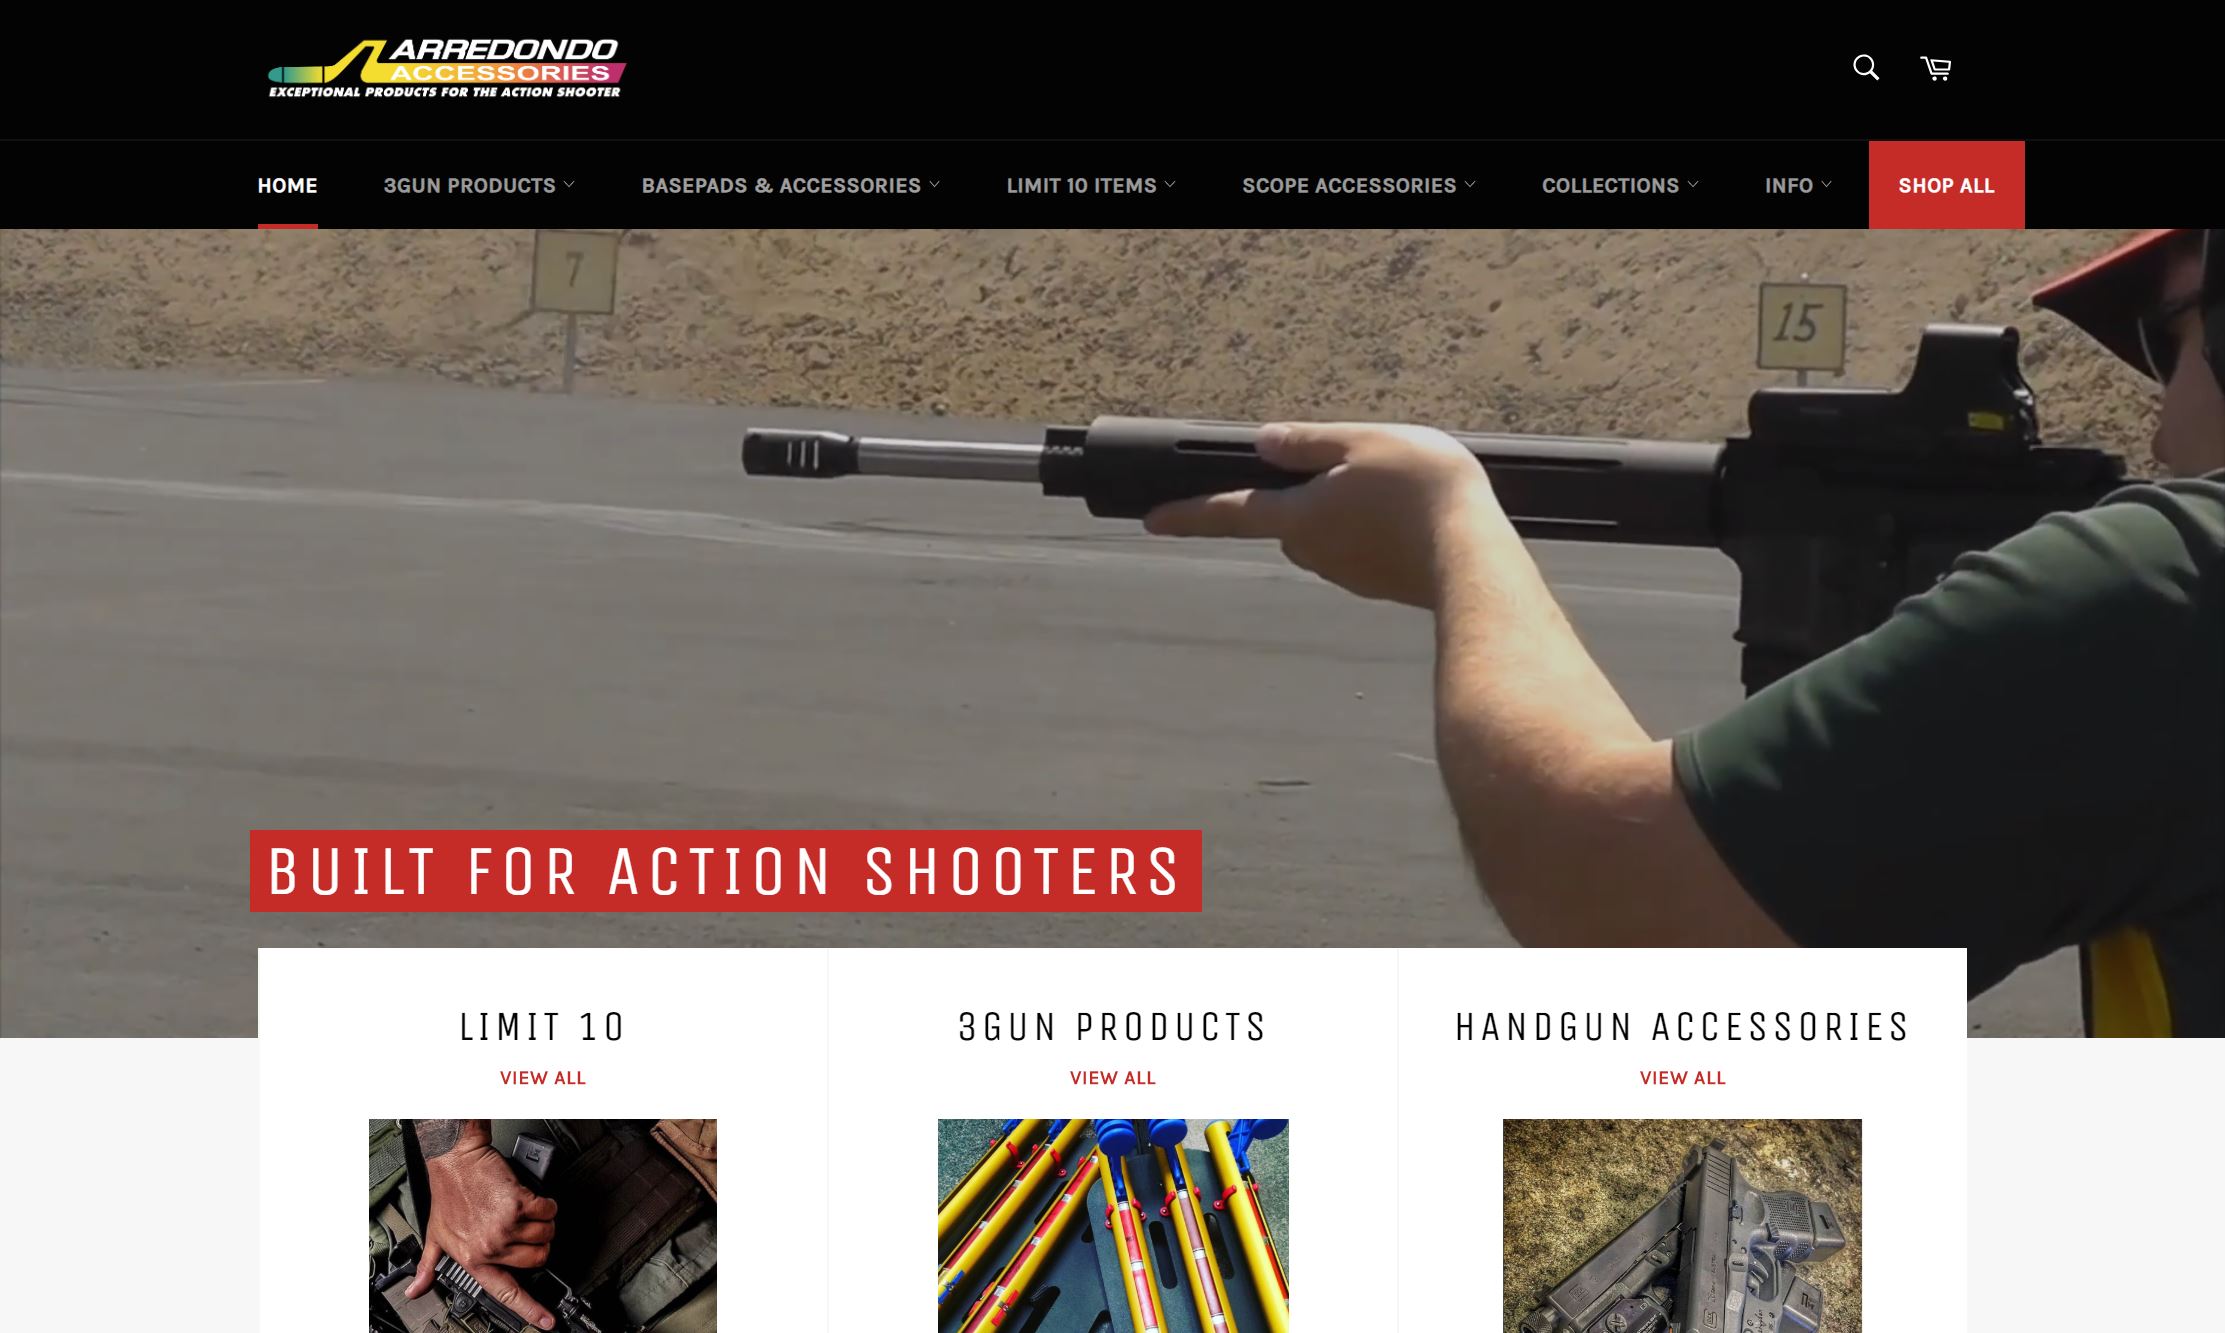 ARREDONDO
ACCESSORIES
EXCEPTIONAL PRODUCTS FOR THE ACTION SHOOTER
HOME
3GUN PRODUCTS
BASEPADS & ACCESSORIES
LIMIT 10 ITEMS
SCOPE ACCESSORIES
COLLECTIONS
INFO
SHOP ALL
7
15
BUILT FOR ACTION SHOOTERS
LIMIT 10
3GUN PRODUCTS
HANDGUN ACCESSORIES
VIEW ALL
VIEW ALL
VIEW ALL